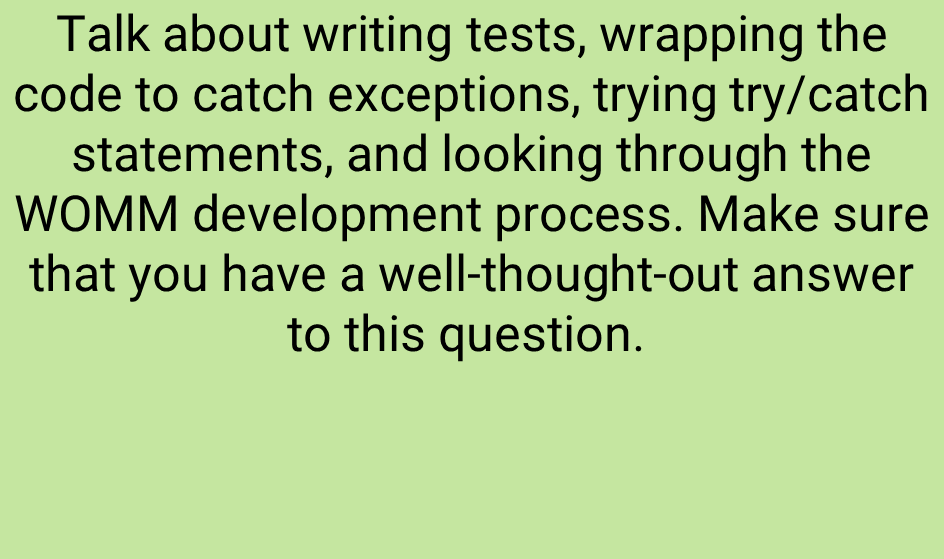 Talk about writing tests, wrapping the
code to catch exceptions, trying try/catch
statements, and looking through the
WOMM development process. Make sure
that you have a well-thought-out answer
to this question.